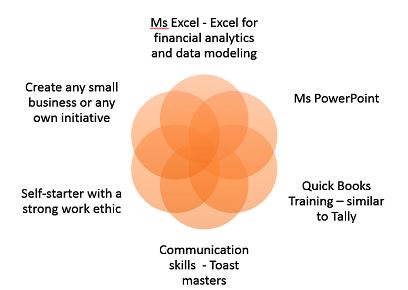 Ms Excel - Excel for
financial analytics
and data modeling
Create any small
business or any
own initiative
Ms PowerPoint
Self-starter with a
strong work ethic
Quick Books
Training – similar
to Tally
Communication
skills  - Toast
masters